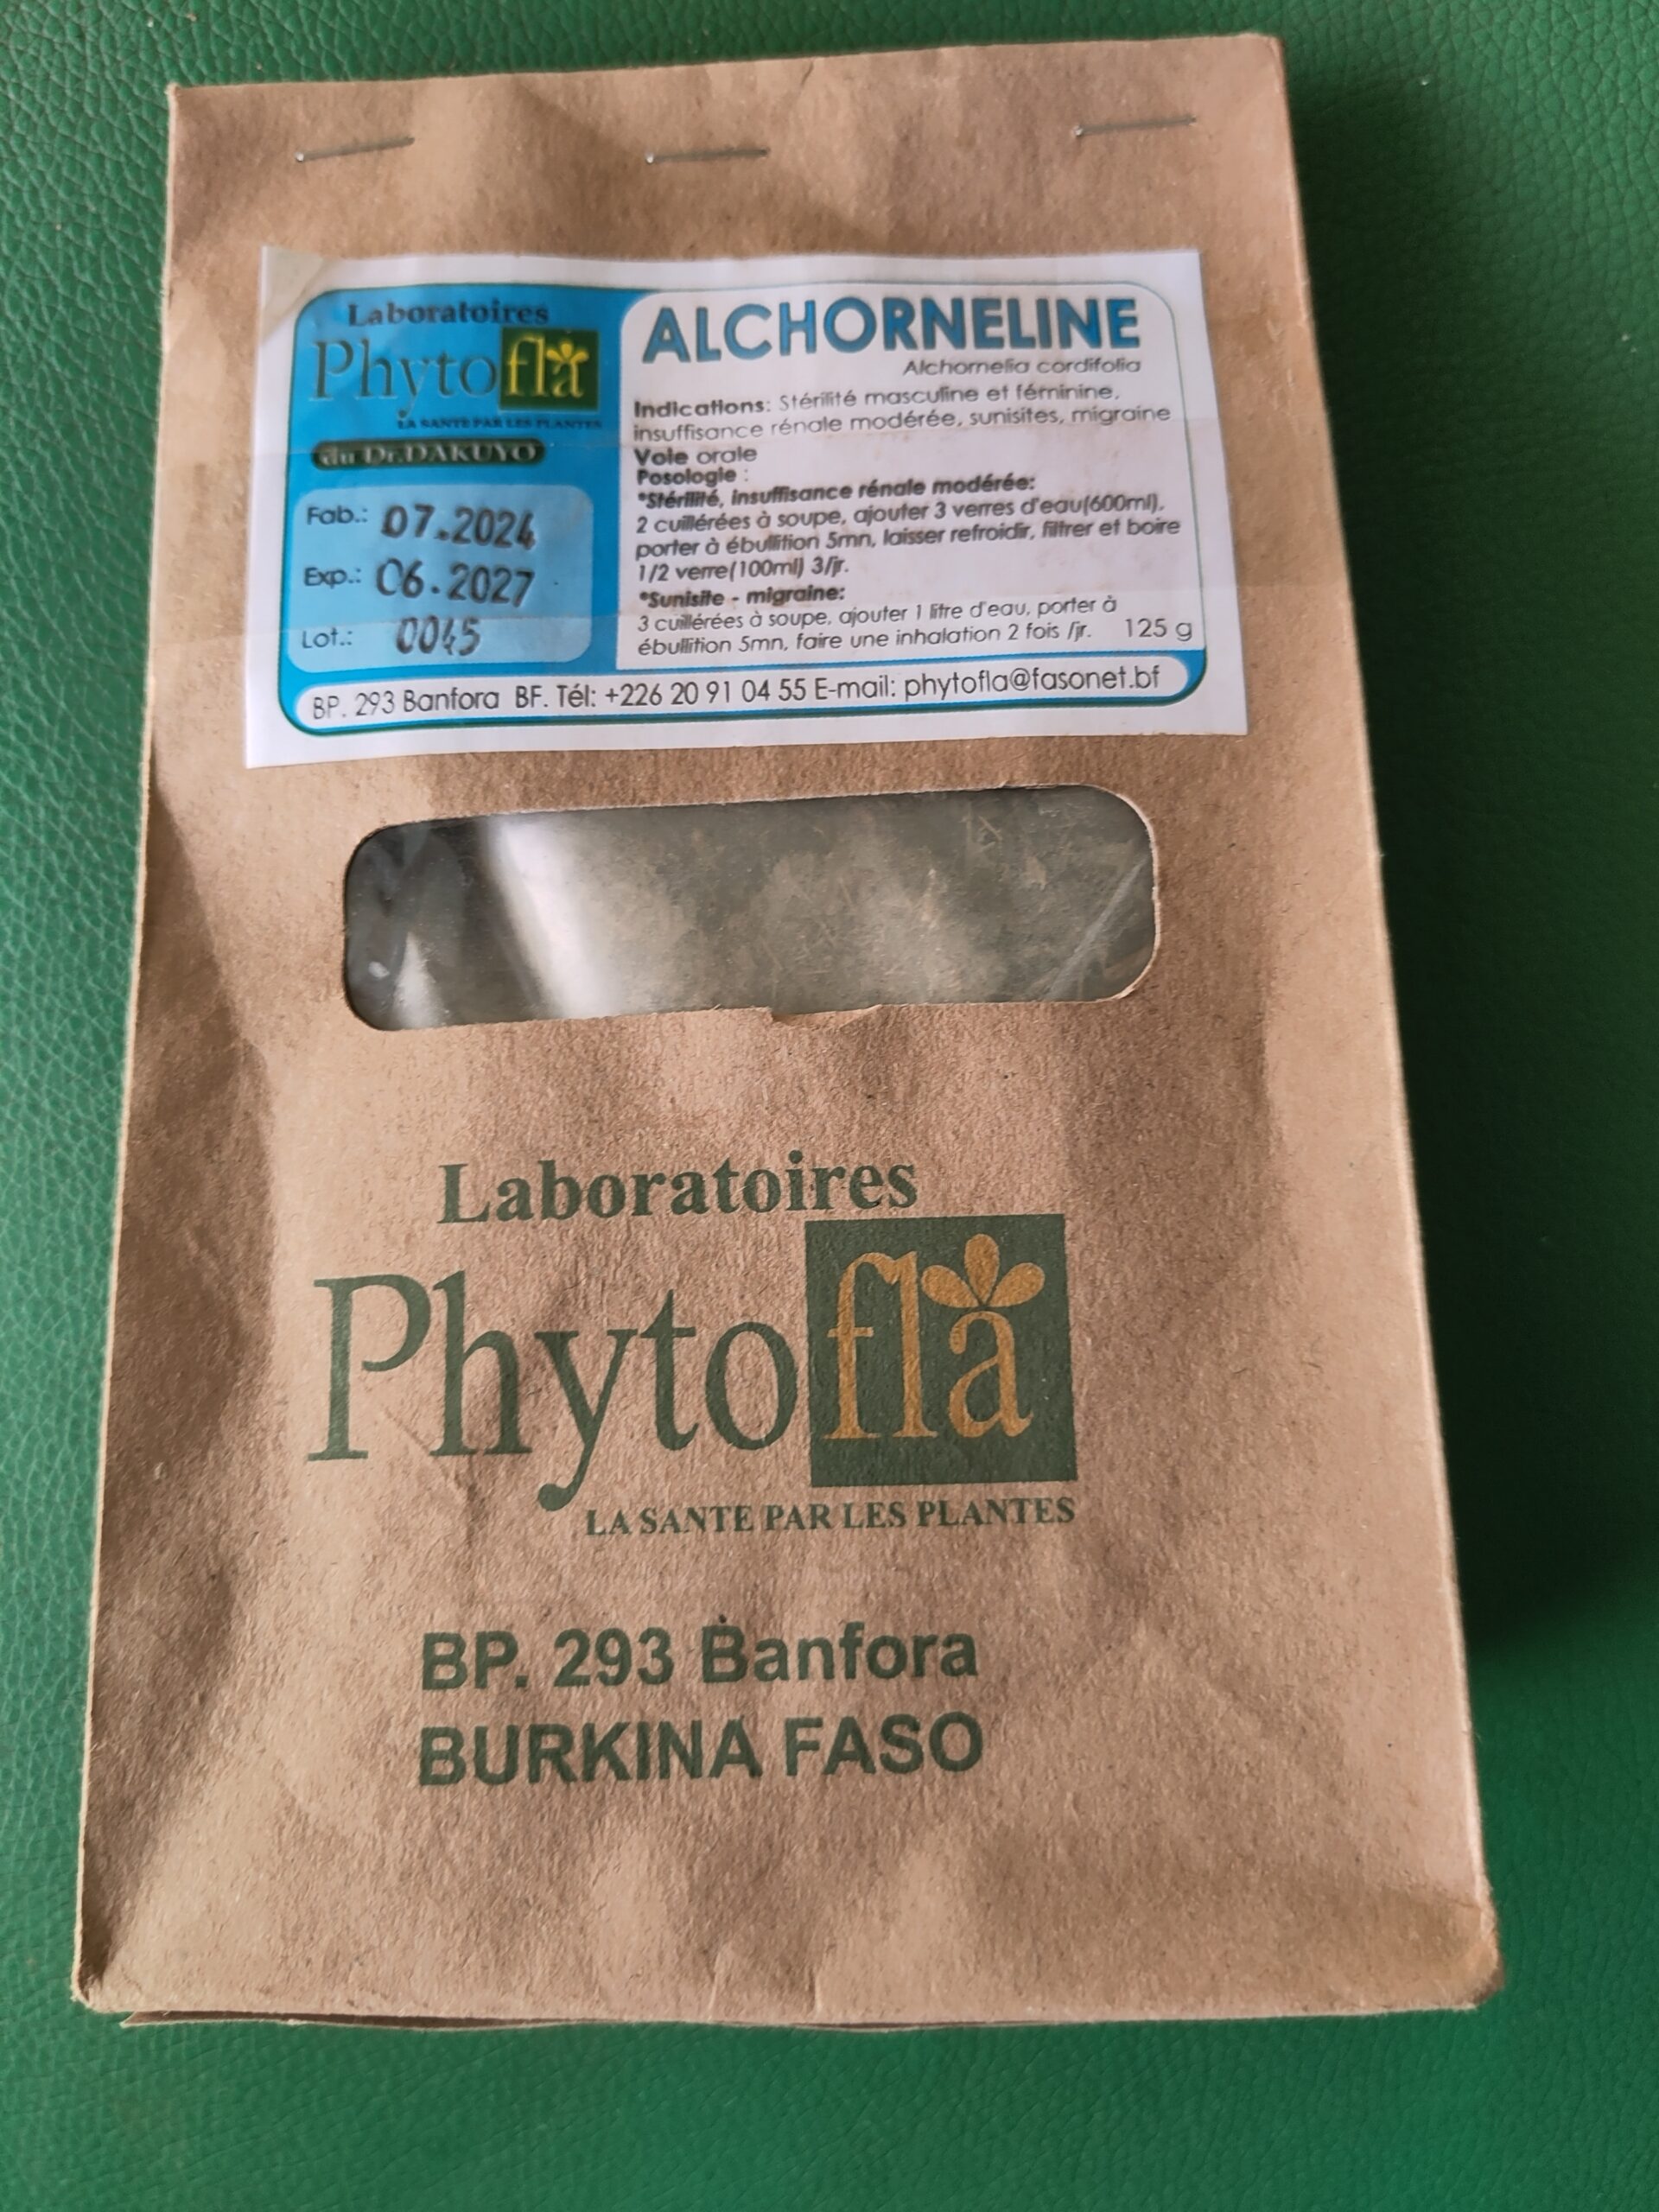 Laboratoires
Phytofla
LA SANTE PAR LES PLANTES
du Dr.DAKUYO
Fab.: 07.2024
Exp.: 06.2027
Lot.: 0045
ALCHORNELINE
Alchornelia cordifolia
Indications: Stérilité masculine et féminine,
insuffisance rénale modérée, sunisites, migraine
Voie orale
Posologie :
*Stérilité, insuffisance rénale modérée:
2 cuillérées à soupe, ajouter 3 verres d'eau(600ml),
porter à ébullition 5mn, laisser refroidir, filtrer et boire
1/2 verre(100ml) 3/jr.
*Sunisite - migraine:
3 cuillérées à soupe, ajouter 1 litre d'eau, porter à
ébullition 5mn, faire une inhalation 2 fois /jr. 125 g
BP. 293 Banfora BF. Tél: +226 20 91 04 55 E-mail: phytofla@fasonet.bf
Laboratoires
Phytofla
LA SANTE PAR LES PLANTES
BP. 293 Banfora
BURKINA FASO